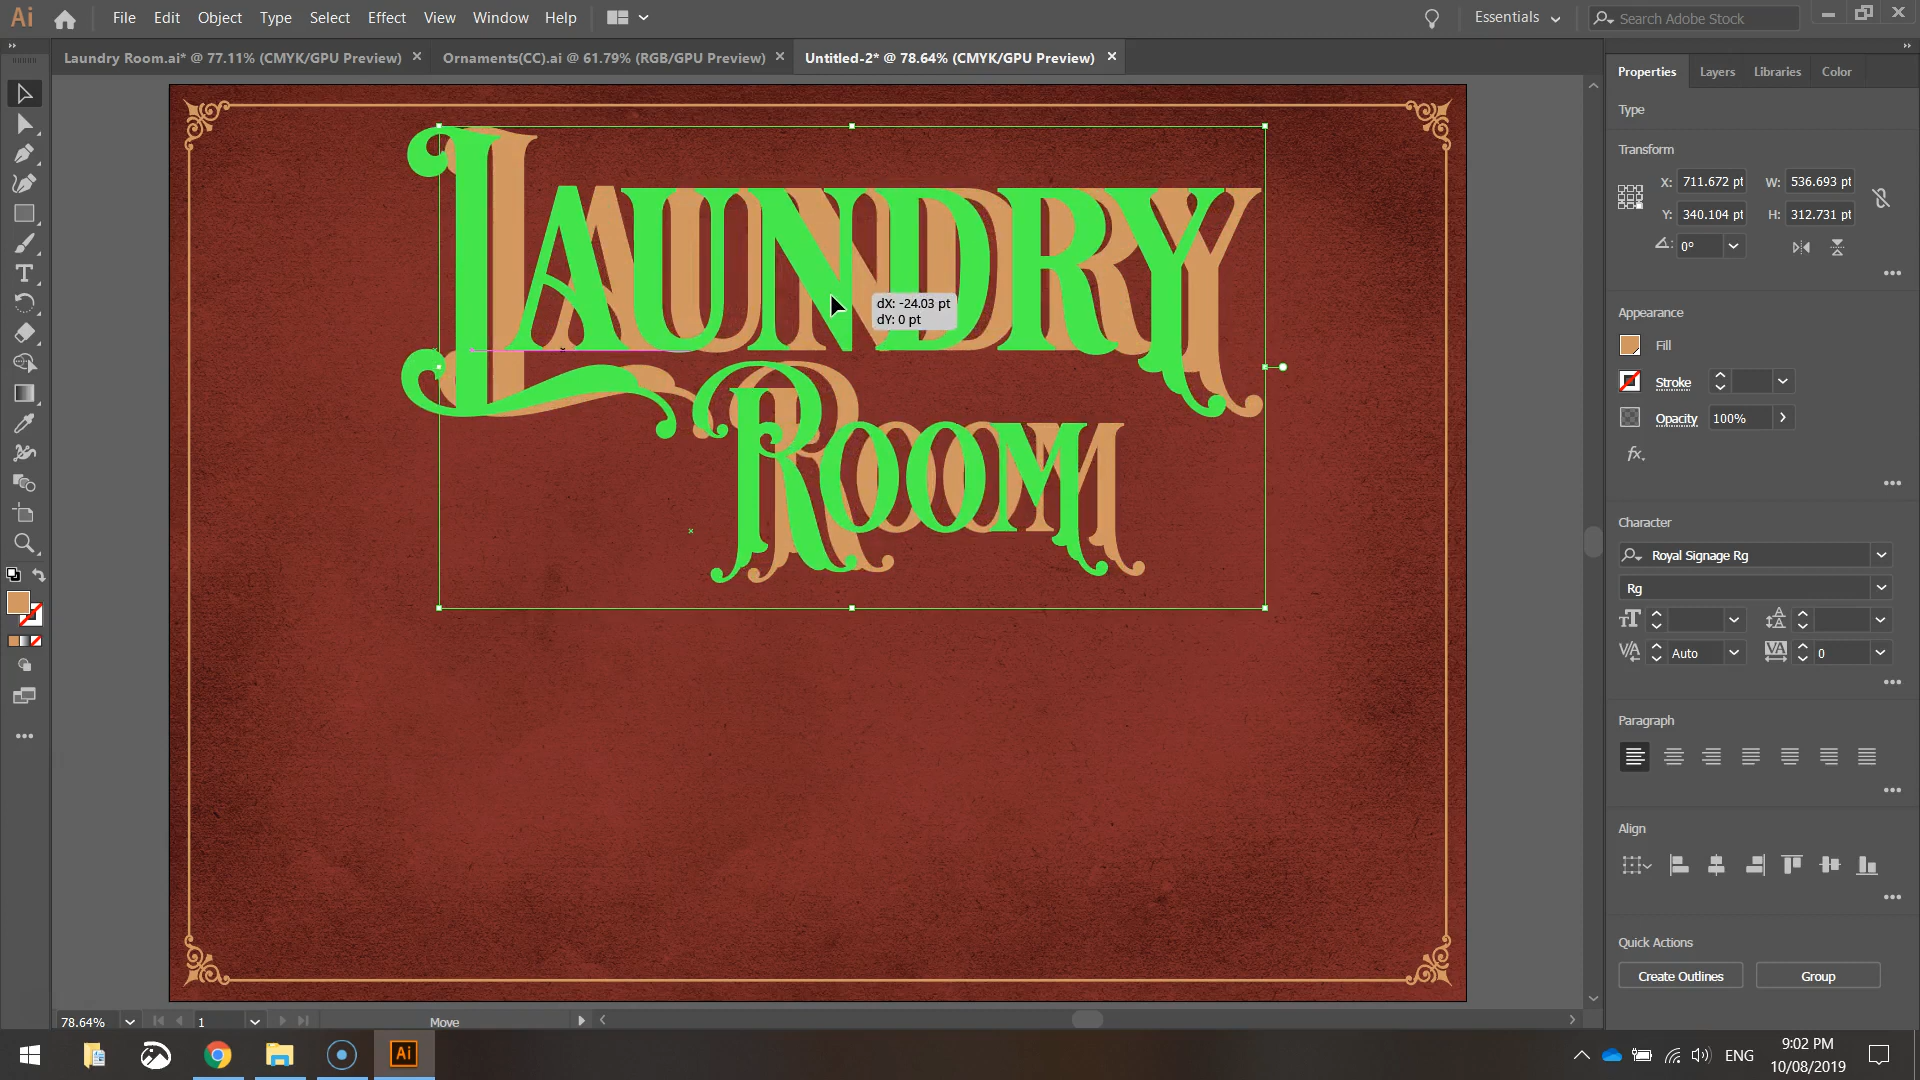 Ai File Edit Object Type Select Effect View Window Help Essentials Search Adobe Stock
Laundry Room.ai* @ 77.11% (CMYK/GPU Preview) × Ornaments(CC).ai @ 61.79% (RGB/GPU Preview) × Untitled-2* @ 78.64% (CMYK/GPU Preview) ×
Properties Layers Libraries Color
Type
Transform
X: 711.672 pt W: 536.693 pt
Y: 340.104 pt H: 312.731 pt
0°
LAUNDRY
dX: -24.03 pt
dY: 0 pt
ROOM
Appearance
Fill
Stroke
Opacity 100%
fx.
Character
Royal Signage Rg
Rg
Auto 0
Paragraph
Align
Quick Actions
Create Outlines Group
78.64% 1 Move
Ai ENG 9:02 PM
10/08/2019